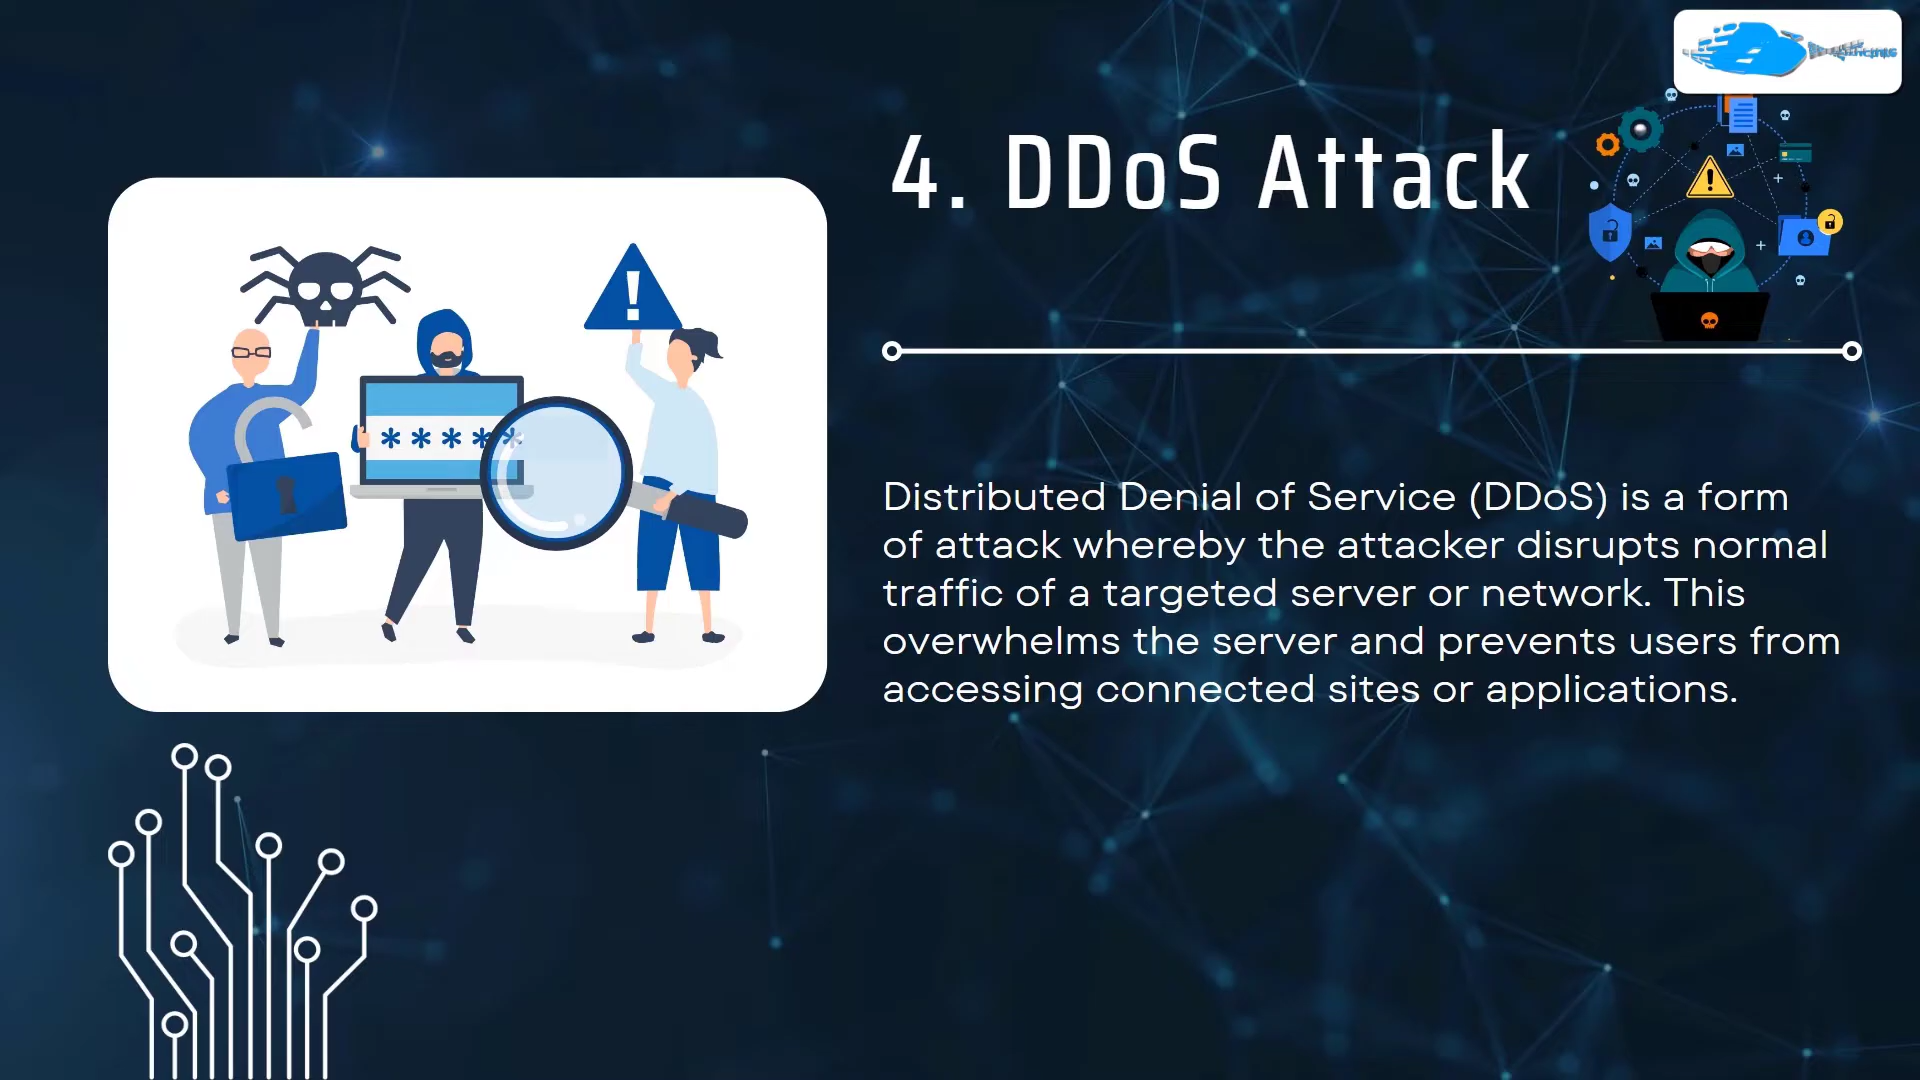 4. DDoS Attack
*****
Distributed Denial of Service (DDoS) is a form
of attack whereby the attacker disrupts normal
traffic of a targeted server or network. This
overwhelms the server and prevents users from
accessing connected sites or applications.